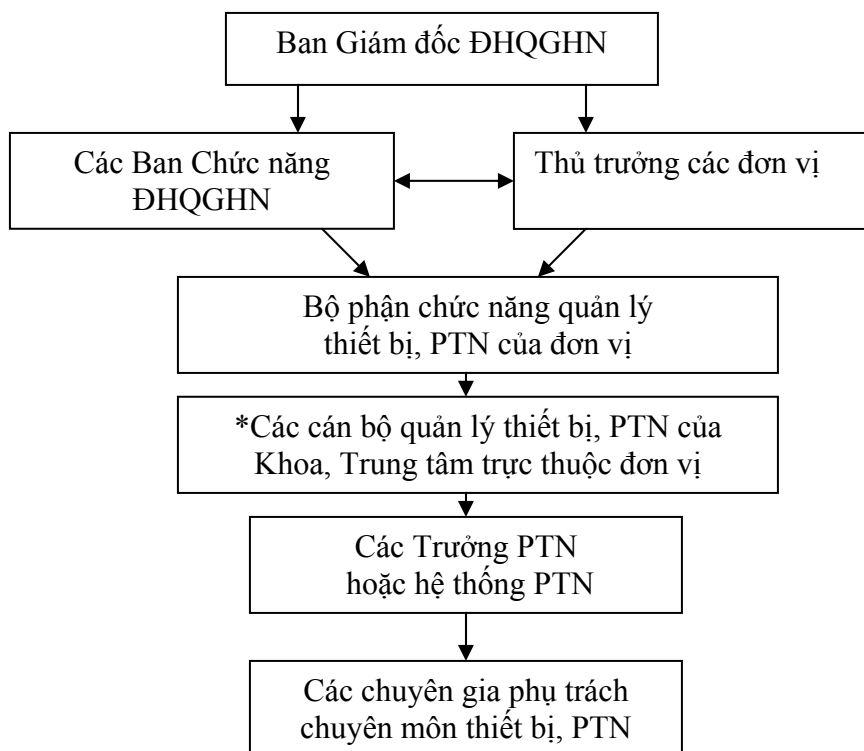 Ban Giám đốc ĐHQGHN
Các Ban Chức năng
ĐHQGHN
Thủ trưởng các đơn vị
Bộ phận chức năng quản lý
thiết bị, PTN của đơn vị
*Các cán bộ quản lý thiết bị, PTN của
Khoa, Trung tâm trực thuộc đơn vị
Các Trưởng PTN
hoặc hệ thống PTN
Các chuyên gia phụ trách
chuyên môn thiết bị, PTN